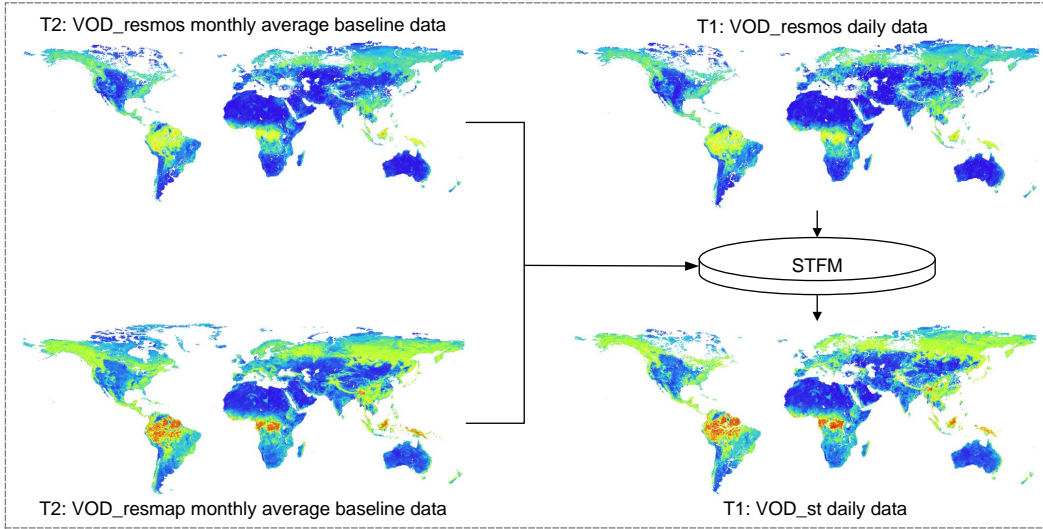 T2: VOD_resmos monthly average baseline data
T1: VOD_resmos daily data
STFM
T2: VOD_resmap monthly average baseline data
T1: VOD_st daily data